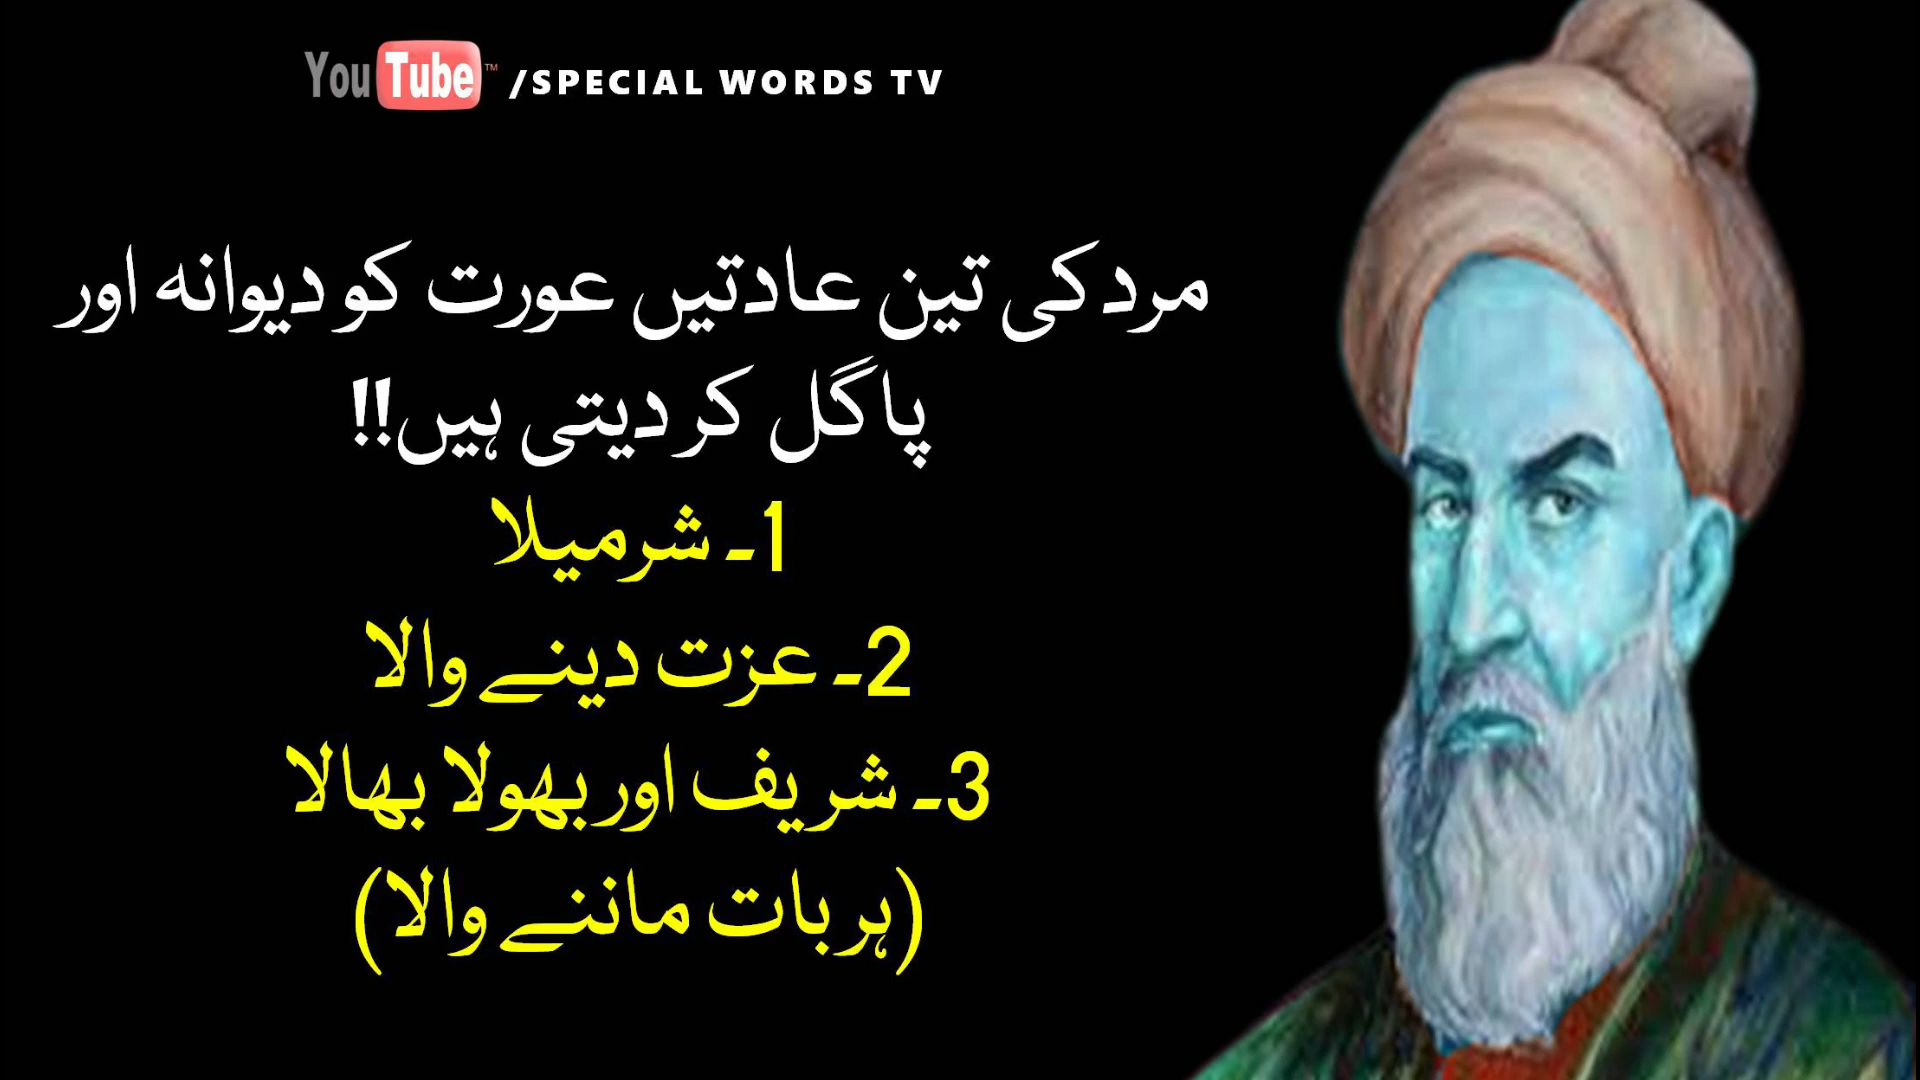 YouTube™ /SPECIAL WORDS TV
مرد کی تین عادتیں عورت کو دیوانہ اور
پاگل کر دیتی ہیں!!
1۔ شرمیلا
2۔ عزت دینے والا
3۔ شریف اور بھولا بھالا
(ہر بات ماننے والا)